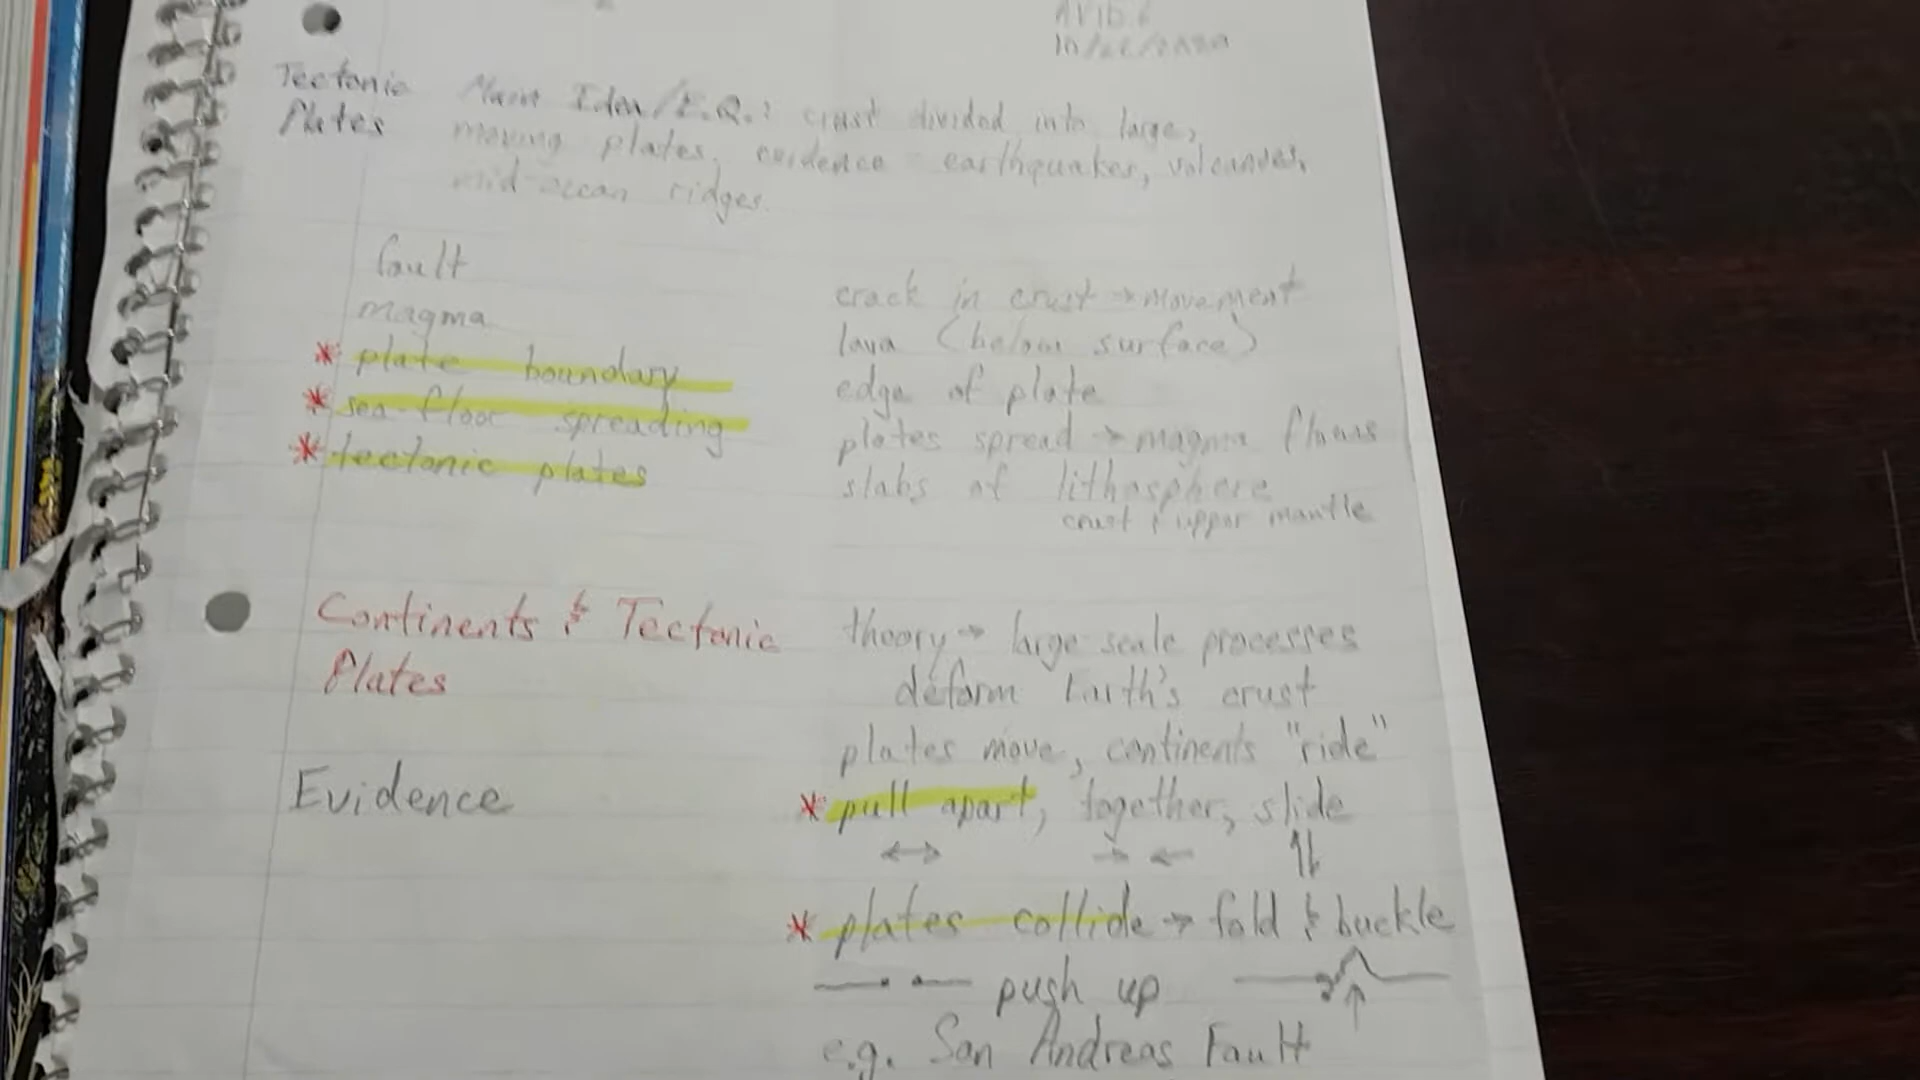 AVID 6
Tectonic Plates
Main Idea/E.Q.: crust divided into large,
moving plates, evidence = earthquakes, volcanoes,
mid-ocean ridges.
fault crack in crust → movement
magma lava (below surface)
* plate boundary edge of plate
* sea-floor spreading plates spread → magma flows
* tectonic plates slabs of lithosphere
crust & upper mantle
Continents & Tectonic Plates
theory → large scale processes
deform Earth's crust
plates move, continents "ride"
Evidence
* pull apart, together, slide
↔ → ← ↑↓
* plates collide → fold & buckle
push up
e.g. San Andreas Fault